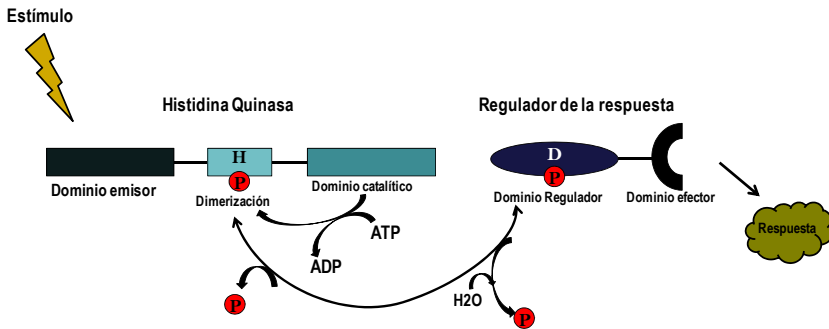 Estímulo
Histidina Quinasa
Regulador de la respuesta
H
D
P
P
Dominio emisor
Dimerización
Dominio catalítico
Dominio Regulador
Dominio efector
ATP
ADP
Respuesta
P
H2O
P